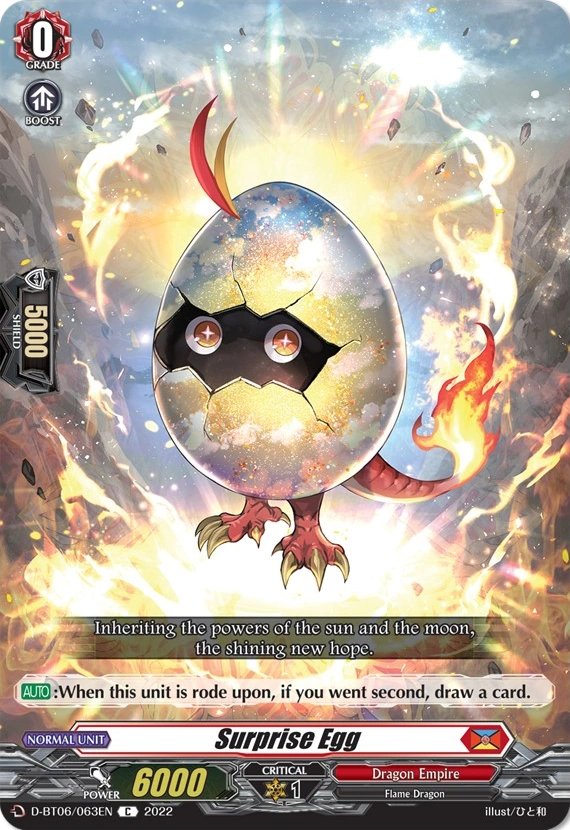 0
GRADE
BOOST
5000
SHIELD
Inheriting the powers of the sun and the moon,
the shining new hope.
AUTO:When this unit is rode upon, if you went second, draw a card.
NORMAL UNIT
Surprise Egg
POWER 6000
CRITICAL
1
Dragon Empire
Flame Dragon
D-BT06/063EN C 2022 illust/ひと和